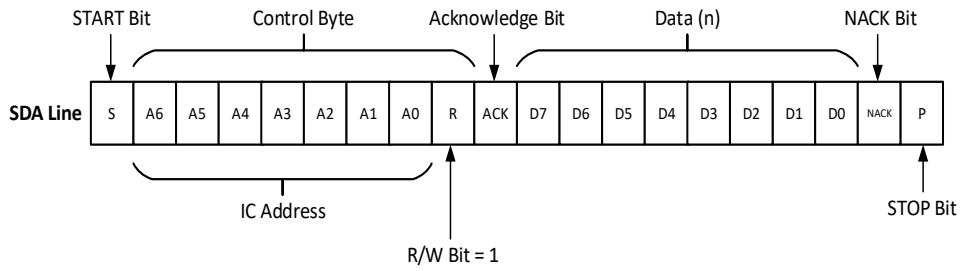 START Bit Control Byte Acknowledge Bit Data (n) NACK Bit
SDA Line S A6 A5 A4 A3 A2 A1 A0 R ACK D7 D6 D5 D4 D3 D2 D1 D0 NACK P
IC Address STOP Bit
R/W Bit = 1